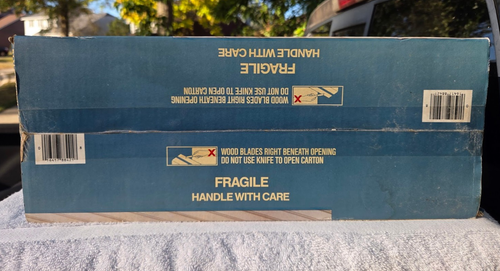 HANDLE WITH CARE
FRAGILE
DO NOT USE KNIFE TO OPEN CARTON
WOOD BLADES RIGHT BENEATH OPENING
WOOD BLADES RIGHT BENEATH OPENING
DO NOT USE KNIFE TO OPEN CARTON
FRAGILE
HANDLE WITH CARE